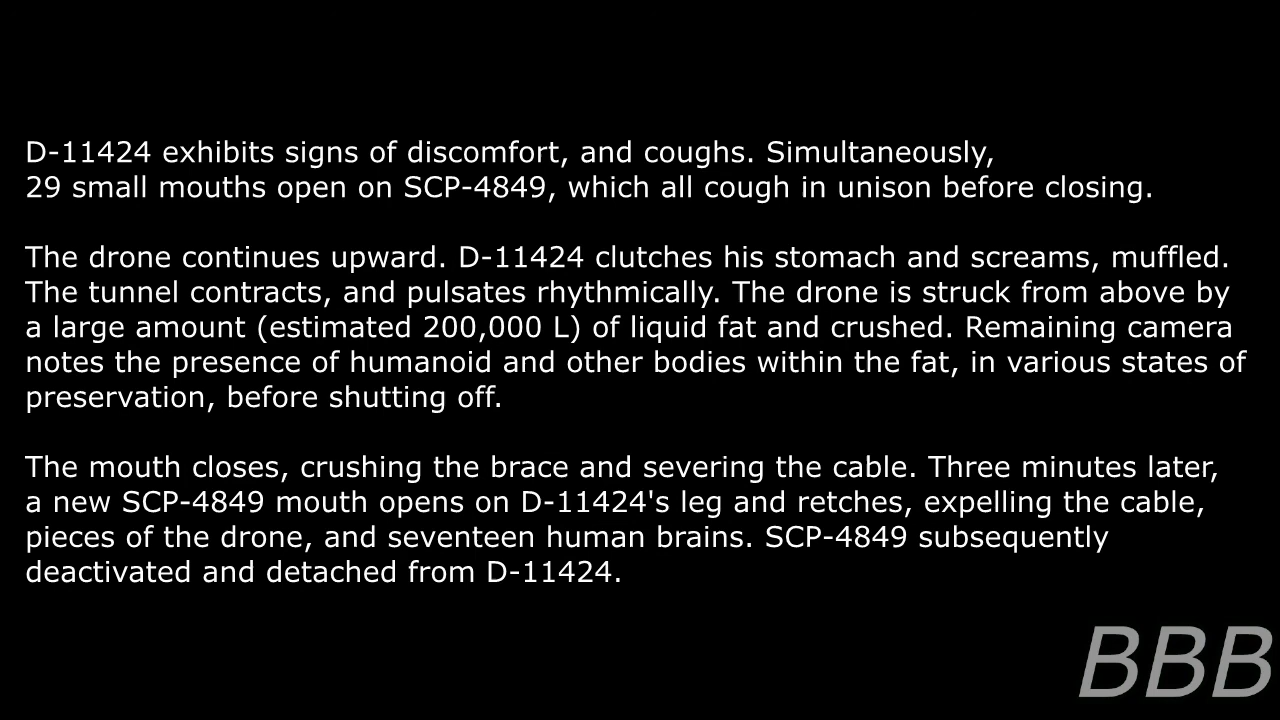 D-11424 exhibits signs of discomfort, and coughs. Simultaneously,
29 small mouths open on SCP-4849, which all cough in unison before closing.
The drone continues upward. D-11424 clutches his stomach and screams, muffled.
The tunnel contracts, and pulsates rhythmically. The drone is struck from above by
a large amount (estimated 200,000 L) of liquid fat and crushed. Remaining camera
notes the presence of humanoid and other bodies within the fat, in various states of
preservation, before shutting off.
The mouth closes, crushing the brace and severing the cable. Three minutes later,
a new SCP-4849 mouth opens on D-11424's leg and retches, expelling the cable,
pieces of the drone, and seventeen human brains. SCP-4849 subsequently
deactivated and detached from D-11424.
BBB